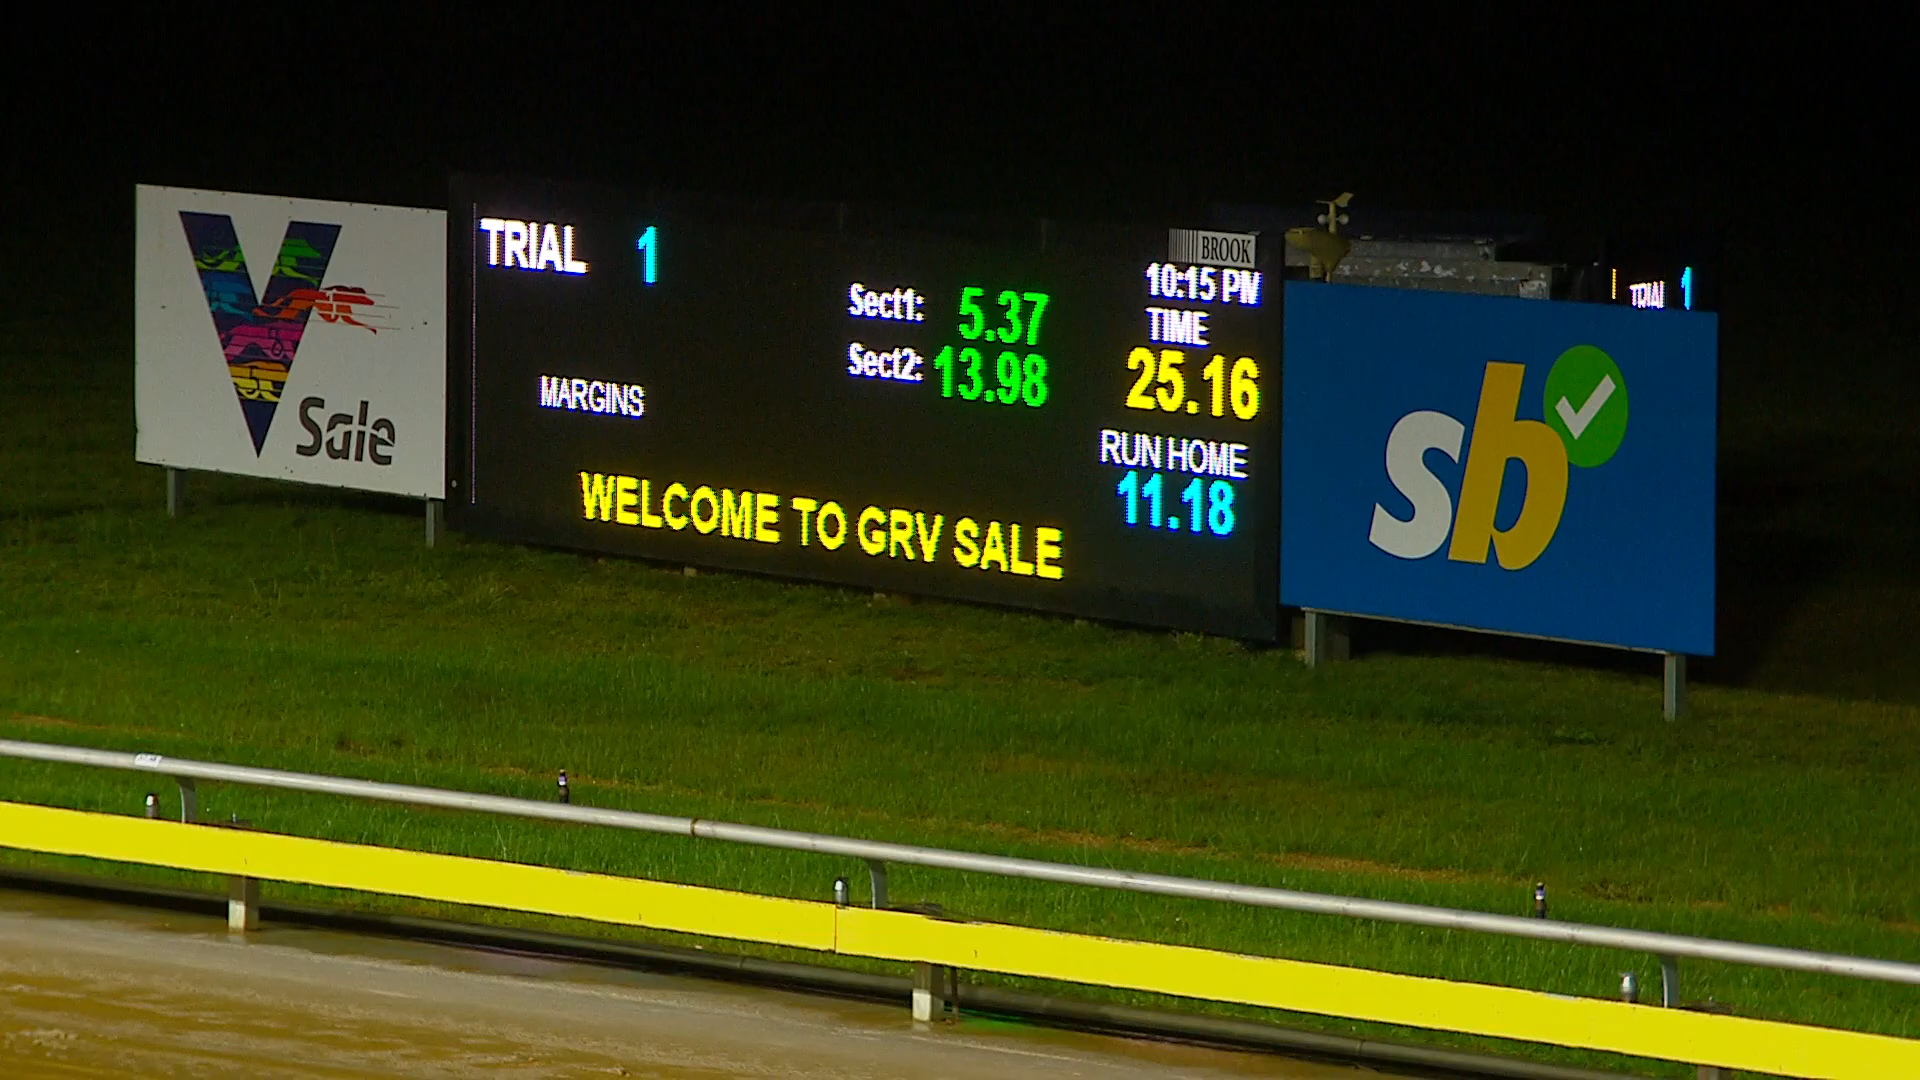 V
Sale
TRIAL 1
BROOK
10:15 PM
Sect1: 5.37
TIME
Sect2: 13.98
25.16
MARGINS
RUN HOME
11.18
WELCOME TO GRV SALE
sb
TRIAL 1